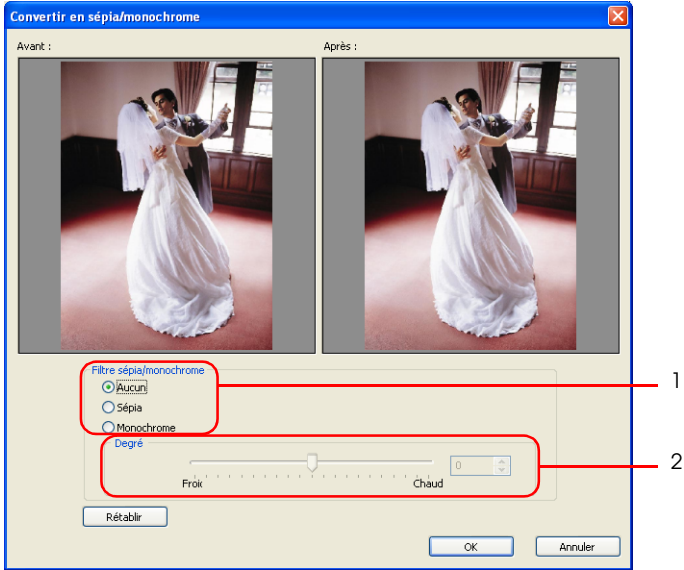 Convertir en sépia/monochrome
Avant :
Après :
Filtre sépia/monochrome
Aucun
Sépia
Monochrome
1
Degré
0
2
Froid
Chaud
Rétablir
OK
Annuler